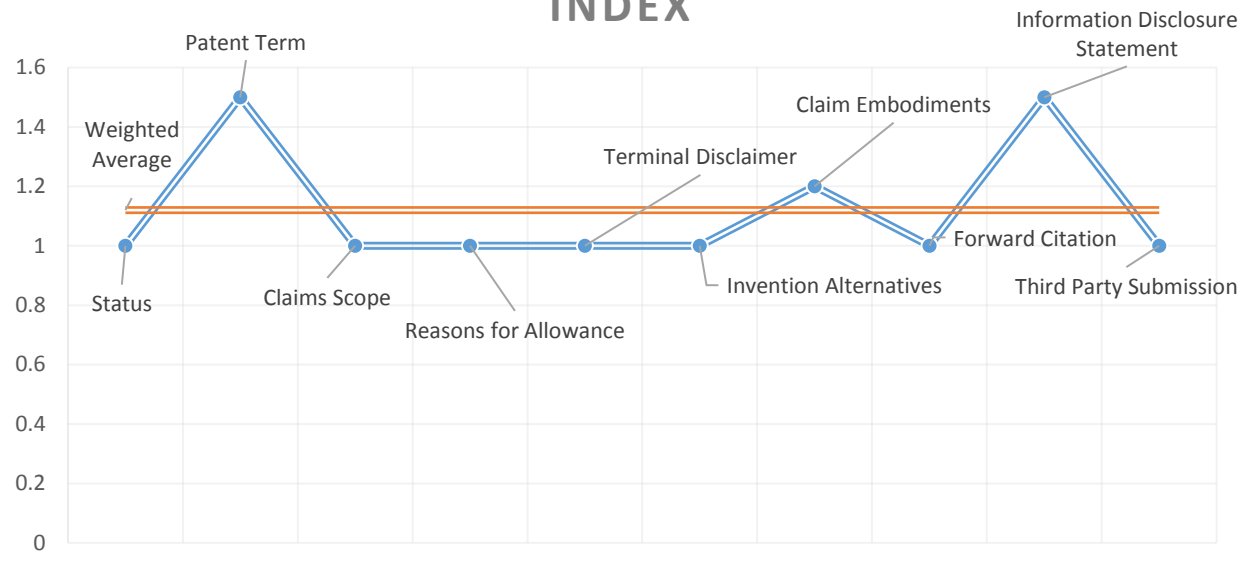 INDEX
Information Disclosure
Statement
Patent Term
1.6
Claim Embodiments
1.4
Weighted
Average
Terminal Disclaimer
1.2
1
Forward Citation
Status
Claims Scope
Invention Alternatives
Third Party Submission
0.8
Reasons for Allowance
0.6
0.4
0.2
0